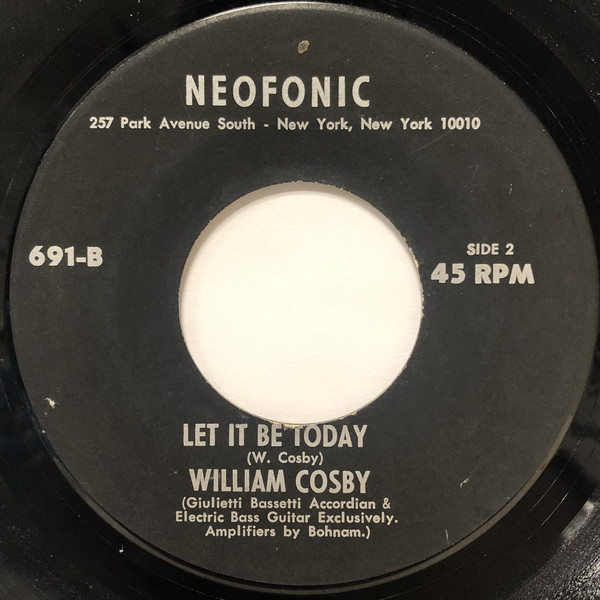 NEOFONIC
257 Park Avenue South - New York, New York 10010
691-B
SIDE 2
45 RPM
LET IT BE TODAY
(W. Cosby)
WILLIAM COSBY
(Giulietti Bassetti Accordian &
Electric Bass Guitar Exclusively.
Amplifiers by Bohnam.)